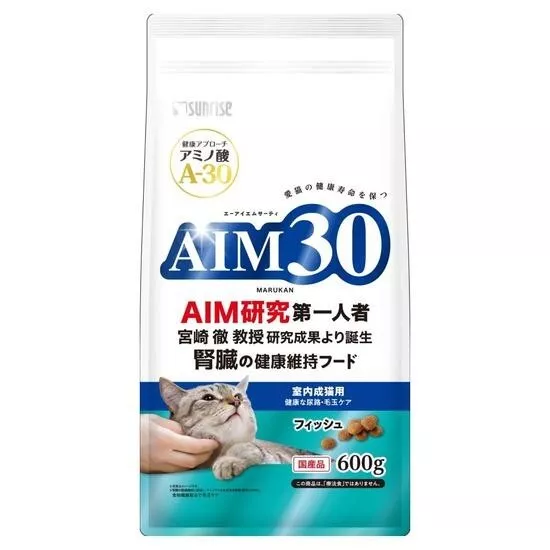 SUNRISE
健康アプローチ
アミノ酸
A-30
愛猫の健康寿命を保つ
エーアイエムサーティ
AIM30
MARUKAN
AIM研究第一人者
宮崎 徹 教授 研究成果より誕生
腎臓の健康維持フード
室内成猫用
健康な尿路・毛玉ケア
フィッシュ
国産品
600g
この商品は、「療法食」ではありません。